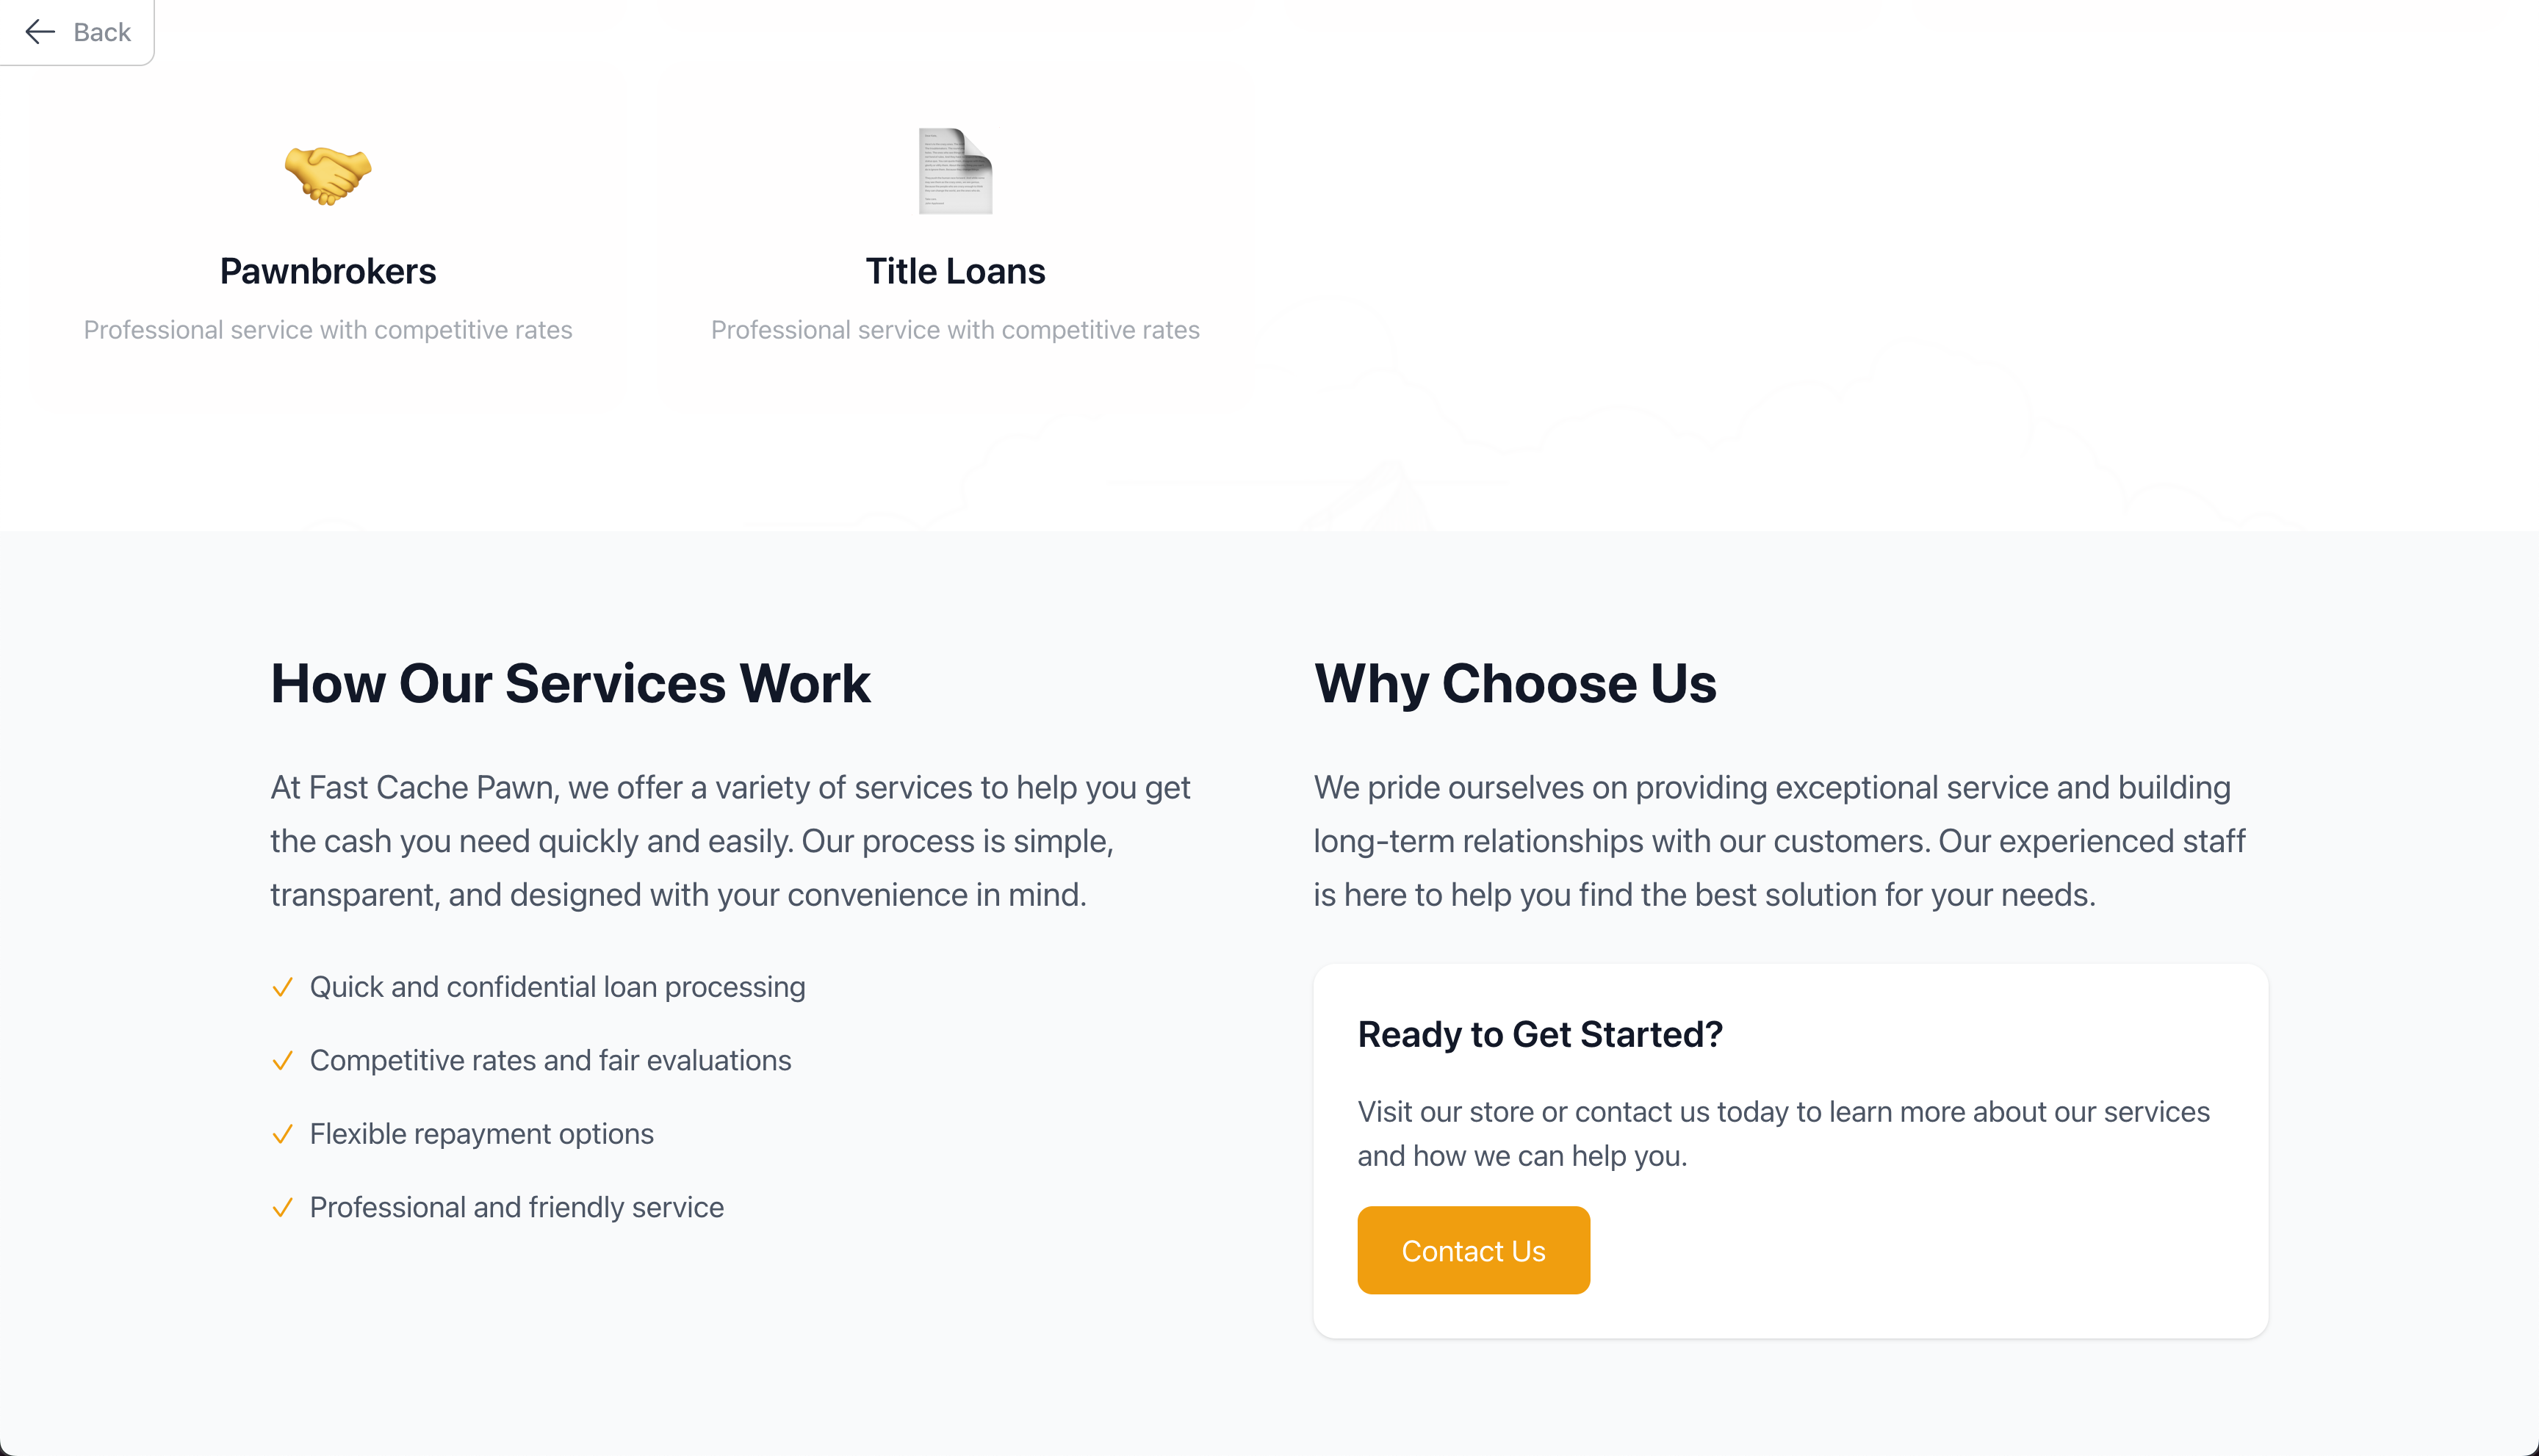 Back
Pawnbrokers
Professional service with competitive rates
Title Loans
Professional service with competitive rates
How Our Services Work
At Fast Cache Pawn, we offer a variety of services to help you get
the cash you need quickly and easily. Our process is simple,
transparent, and designed with your convenience in mind.
✓ Quick and confidential loan processing
✓ Competitive rates and fair evaluations
✓ Flexible repayment options
✓ Professional and friendly service
Why Choose Us
We pride ourselves on providing exceptional service and building
long-term relationships with our customers. Our experienced staff
is here to help you find the best solution for your needs.
Ready to Get Started?
Visit our store or contact us today to learn more about our services
and how we can help you.
Contact Us